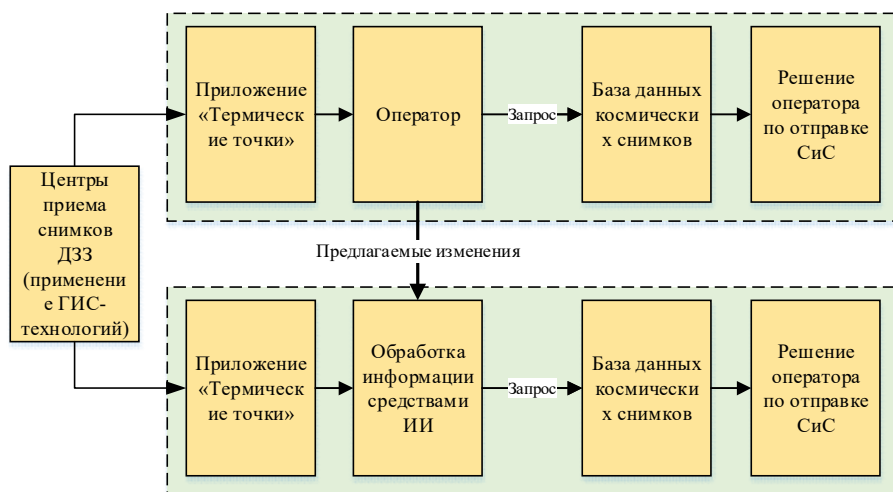 Приложение
«Термическ
ие точки»
Оператор
Запрос
База данных
космически
х снимков
Решение
оператора
по отправке
СиС
Центры
приема
снимков
ДЗЗ
(применени
е ГИС-
технологий)
Предлагаемые изменения
Приложение
«Термическ
ие точки»
Обработка
информации
средствами
ИИ
Запрос
База данных
космически
х снимков
Решение
оператора
по отправке
СиС